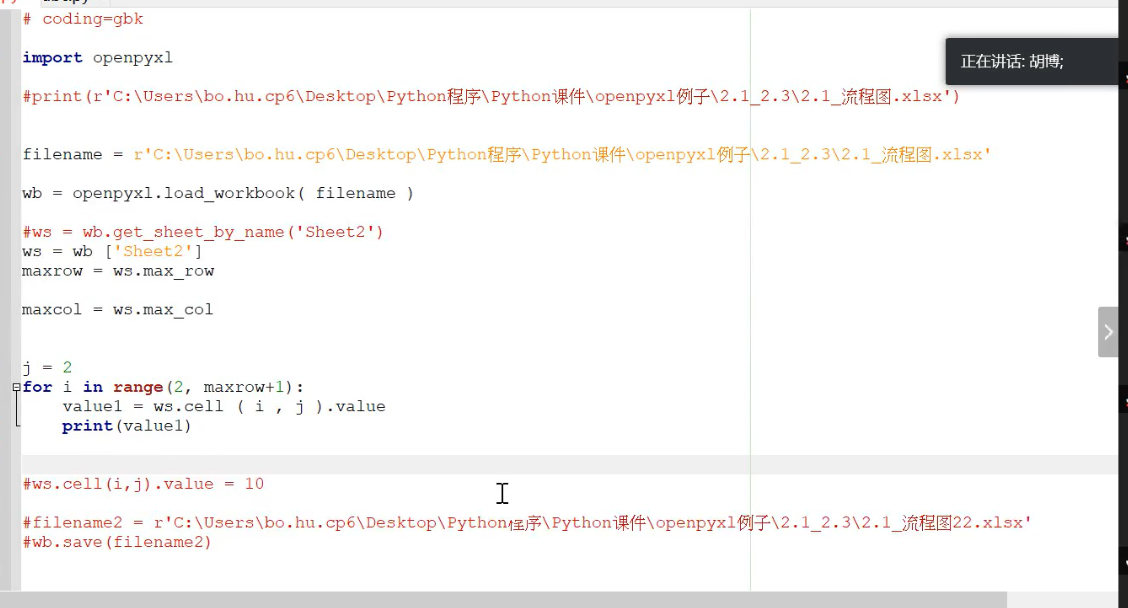 # coding=gbk
import openpyxl
正在讲话: 胡博;
#print(r'C:\Users\bo.hu.cp6\Desktop\Python程序\Python课件\openpyxl例子\2.1_2.3\2.1_流程图.xlsx')
filename = r'C:\Users\bo.hu.cp6\Desktop\Python程序\Python课件\openpyxl例子\2.1_2.3\2.1_流程图.xlsx'
wb = openpyxl.load_workbook( filename )
#ws = wb.get_sheet_by_name('Sheet2')
ws = wb ['Sheet2']
maxrow = ws.max_row
maxcol = ws.max_col
j = 2
for i in range(2, maxrow+1):
    value1 = ws.cell ( i , j ).value
    print(value1)
#ws.cell(i,j).value = 10
#filename2 = r'C:\Users\bo.hu.cp6\Desktop\Python程序\Python课件\openpyxl例子\2.1_2.3\2.1_流程图22.xlsx'
#wb.save(filename2)